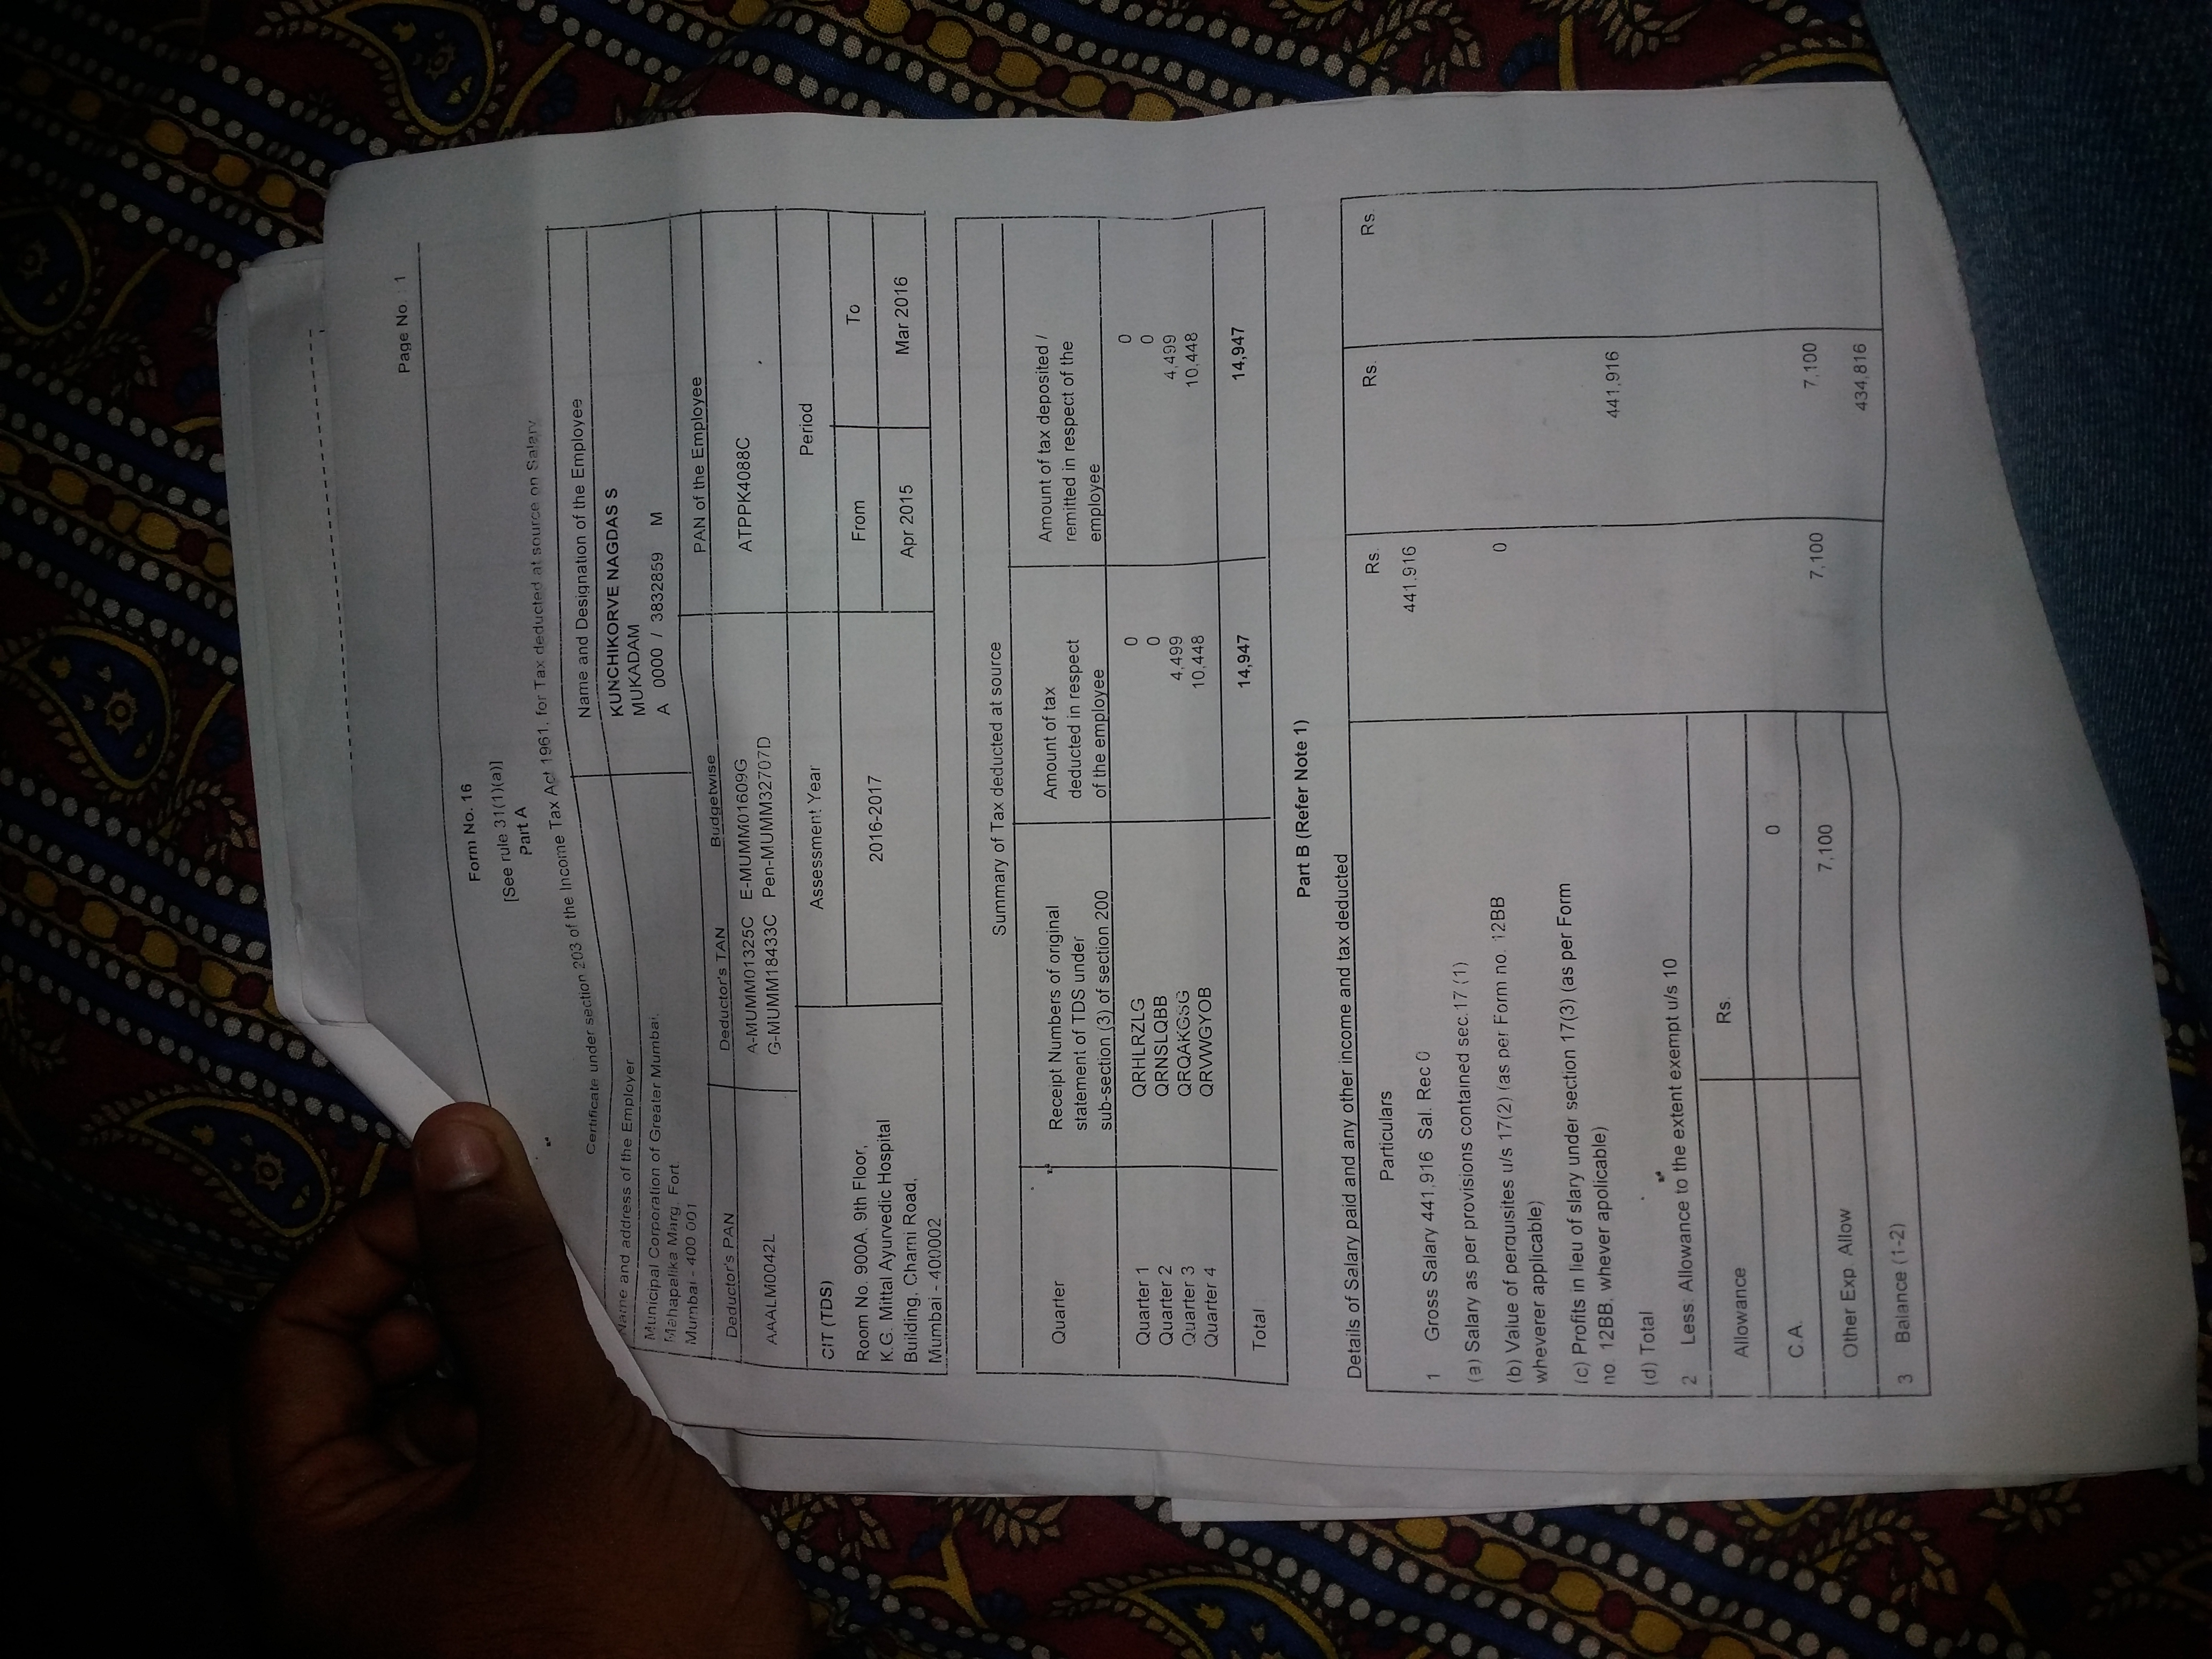 Page No. : 1
Form No. 16
[See rule 31(1)(a)]
Part A
Certificate under section 203 of the Income Tax Act 1961, for Tax deducted at source on Salary
Name and address of the Employer
Name and Designation of the Employee
Municipal Corporation of Greater Mumbai,
Mahapalika Marg, Fort.
Mumbai - 400 001
KUNCHIKORVE NAGDAS S
MUKADAM
A 0000 / 3832859 M
Deductor's PAN
Deductor's TAN Budgetwise
PAN of the Employee
AAALM0042L
A-MUMM01325C E-MUMM01609G
G-MUMM18433C Pen-MUMM32707D
ATPPK4088C
CIT (TDS)
Room No. 900A, 9th Floor,
K.G. Mittal Ayurvedic Hospital
Building, Charni Road,
Mumbai - 400002
Assessment Year
2016-2017
Period
From To
Apr 2015 Mar 2016
Summary of Tax deducted at source
Quarter
Receipt Numbers of original
statement of TDS under
sub-section (3) of section 200
Amount of tax
deducted in respect
of the employee
Amount of tax deposited /
remitted in respect of the
employee
Quarter 1 QRHLRZLG 0 0
Quarter 2 QRNSLQBB 0 0
Quarter 3 QRQAKGSG 4,499 4,499
Quarter 4 QRVWGYOB 10,448 10,448
Total 14,947 14,947
Part B (Refer Note 1)
Details of Salary paid and any other income and tax deducted
Particulars Rs. Rs. Rs.
1 Gross Salary 441,916 Sal. Rec 0 441,916
(a) Salary as per provisions contained sec.17 (1)
(b) Value of perquisites u/s 17(2) (as per Form no. 12BB 0
wheverer applicable)
(c) Profits in lieu of slary under section 17(3) (as per Form
no. 12BB, whever apolicable)
(d) Total 441,916
2 Less: Allowance to the extent exempt u/s 10
Allowance Rs.
C.A. 0
Other Exp. Allow 7,100 7,100 7,100
3 Balance (1-2) 434,816